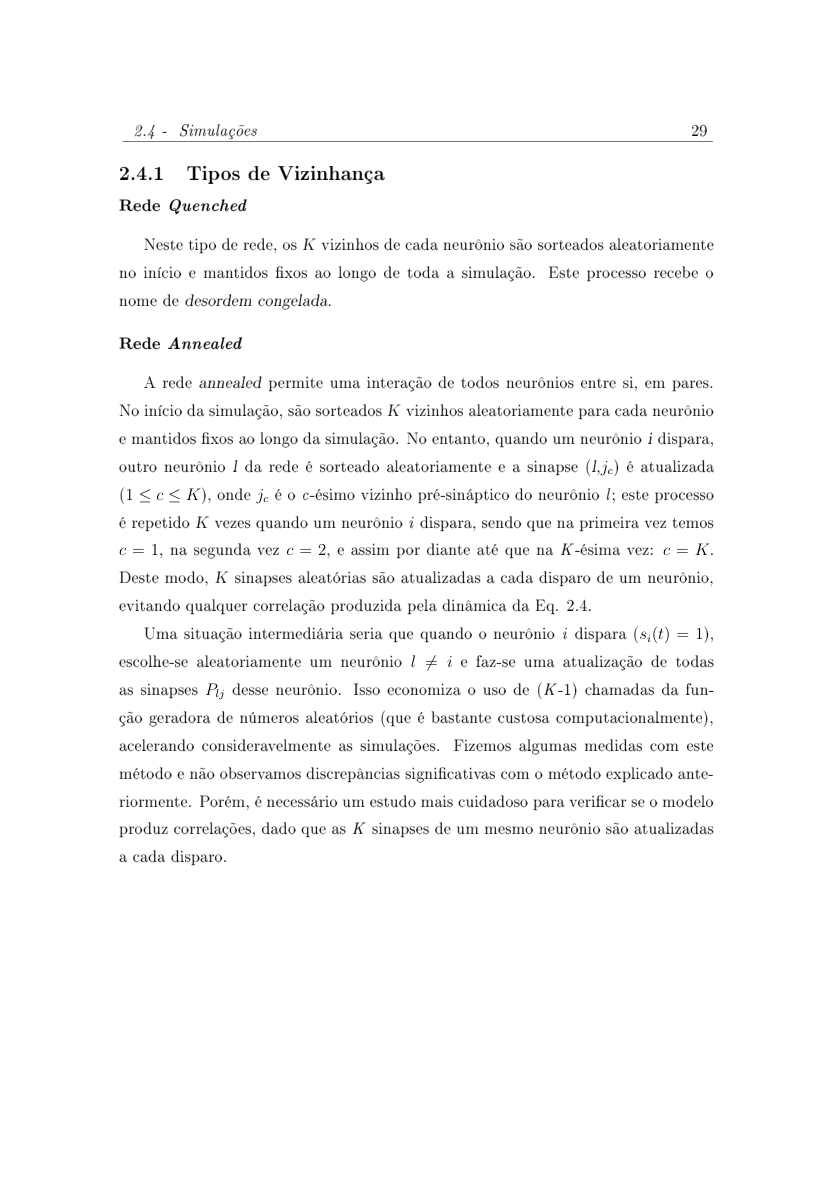 2.4 - Simulações 29
2.4.1 Tipos de Vizinhança
Rede Quenched
Neste tipo de rede, os K vizinhos de cada neurônio são sorteados aleatoriamente
no início e mantidos fixos ao longo de toda a simulação. Este processo recebe o
nome de desordem congelada.
Rede Annealed
A rede annealed permite uma interação de todos neurônios entre si, em pares.
No início da simulação, são sorteados K vizinhos aleatoriamente para cada neurônio
e mantidos fixos ao longo da simulação. No entanto, quando um neurônio i dispara,
outro neurônio l da rede é sorteado aleatoriamente e a sinapse (l,j_c) é atualizada
(1 ≤ c ≤ K), onde j_c é o c-ésimo vizinho pré-sináptico do neurônio l; este processo
é repetido K vezes quando um neurônio i dispara, sendo que na primeira vez temos
c = 1, na segunda vez c = 2, e assim por diante até que na K-ésima vez: c = K.
Deste modo, K sinapses aleatórias são atualizadas a cada disparo de um neurônio,
evitando qualquer correlação produzida pela dinâmica da Eq. 2.4.
Uma situação intermediária seria que quando o neurônio i dispara (s_i(t) = 1),
escolhe-se aleatoriamente um neurônio l ≠ i e faz-se uma atualização de todas
as sinapses P_lj desse neurônio. Isso economiza o uso de (K-1) chamadas da fun-
ção geradora de números aleatórios (que é bastante custosa computacionalmente),
acelerando consideravelmente as simulações. Fizemos algumas medidas com este
método e não observamos discrepâncias significativas com o método explicado ante-
riormente. Porém, é necessário um estudo mais cuidadoso para verificar se o modelo
produz correlações, dado que as K sinapses de um mesmo neurônio são atualizadas
a cada disparo.